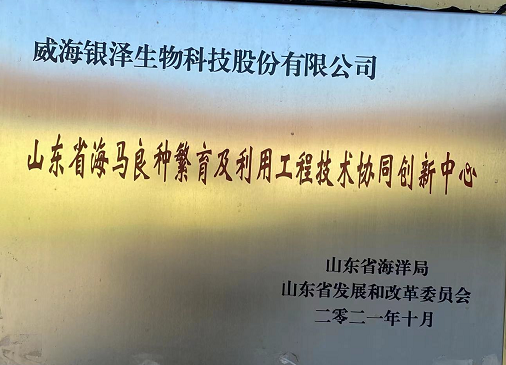 威海银泽生物科技股份有限公司
山东省海马良种繁育及利用工程技术协同创新中心
山东省海洋局
山东省发展和改革委员会
二零二一年十月